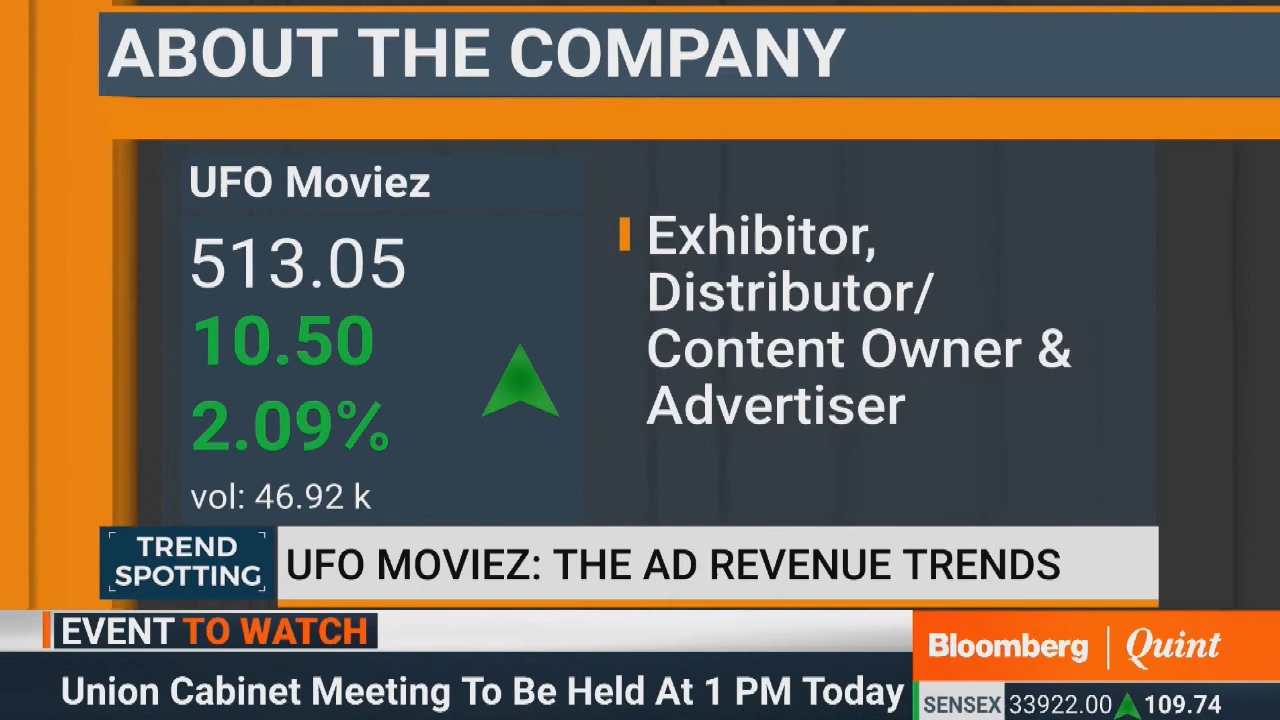 ABOUT THE COMPANY
UFO Moviez
513.05
10.50
2.09%
vol: 46.92 k
Exhibitor,
Distributor/
Content Owner &
Advertiser
TREND
SPOTTING
UFO MOVIEZ: THE AD REVENUE TRENDS
EVENT TO WATCH
Union Cabinet Meeting To Be Held At 1 PM Today
Bloomberg | Quint
SENSEX 33922.00 109.74